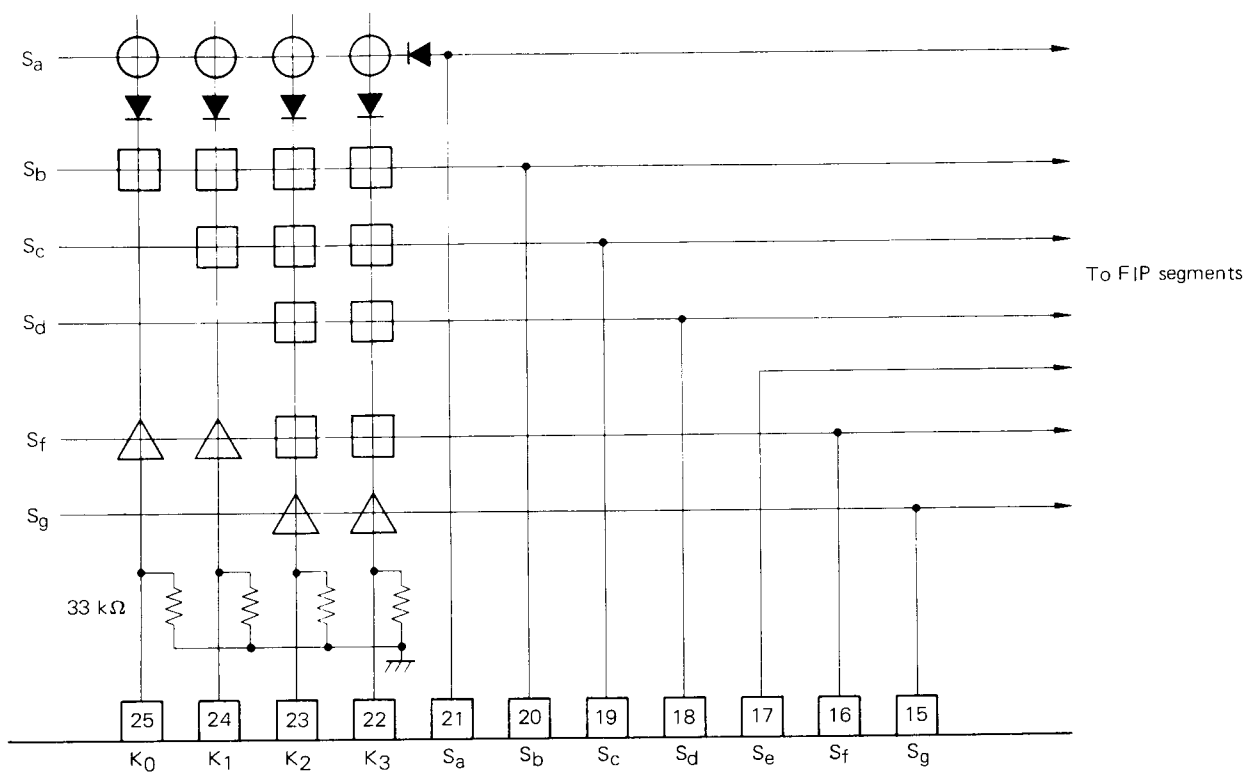 Sa
Sb
Sc
To FIP segments
Sd
Sf
Sg
33 kΩ
25 24 23 22 21 20 19 18 17 16 15
K0 K1 K2 K3 Sa Sb Sc Sd Se Sf Sg